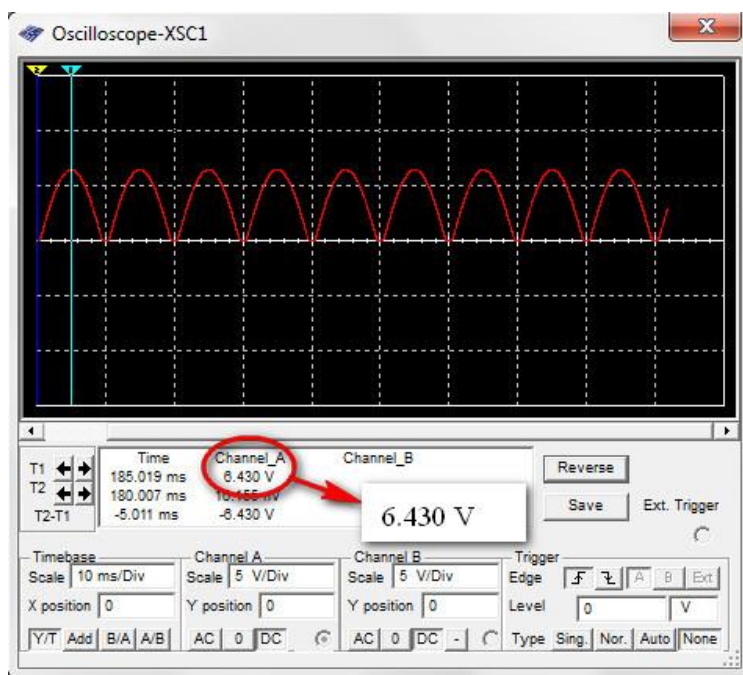 Oscilloscope-XSC1
2 1
Time Channel_A Channel_B
T1 185.019 ms 6.430 V
T2 180.007 ms
T2-T1 -5.011 ms -6.430 V
6.430 V
Reverse
Save
Ext. Trigger
Timebase
Scale 10 ms/Div
X position 0
Y/T Add B/A A/B
Channel A
Scale 5 V/Div
Y position 0
AC 0 DC
Channel B
Scale 5 V/Div
Y position 0
AC 0 DC -
Trigger
Edge A B Ext
Level 0 V
Type Sing. Nor. Auto None